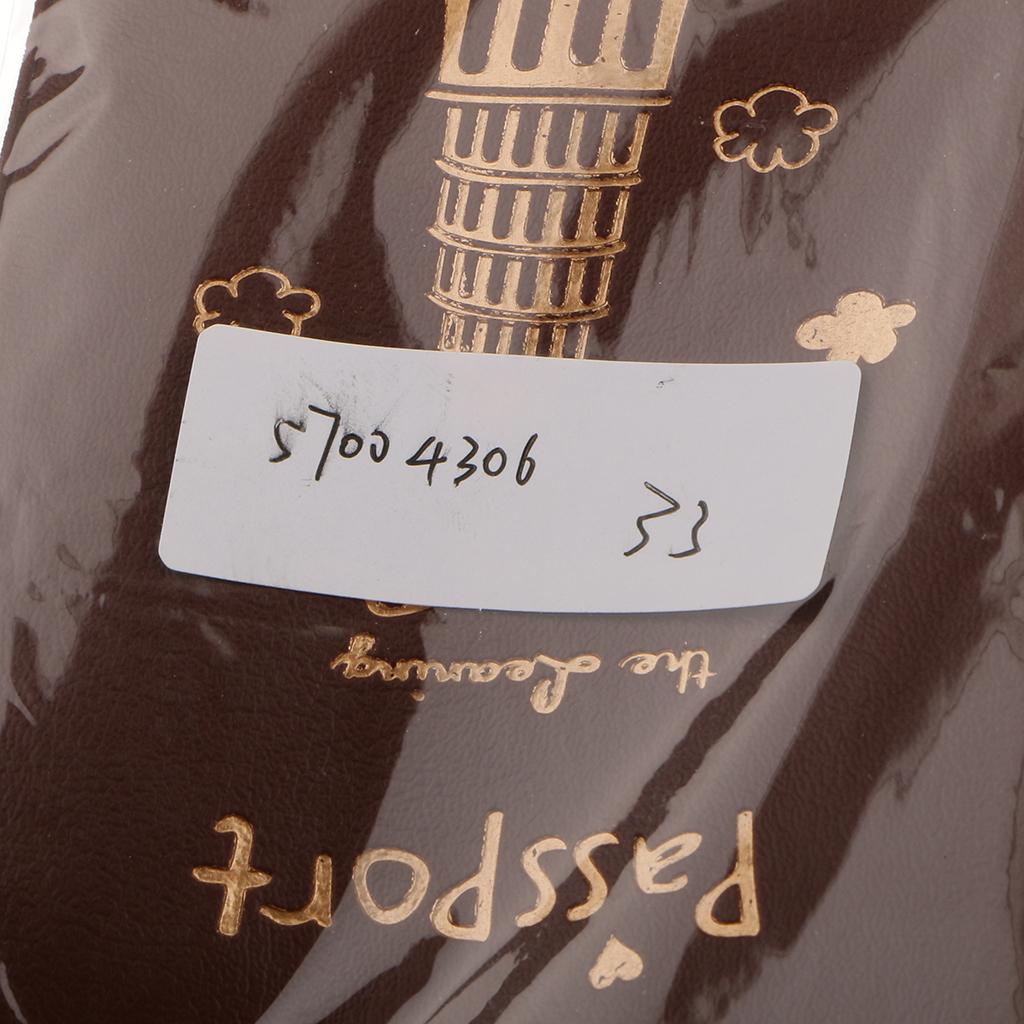 57004306
33
the Leaning
Passport